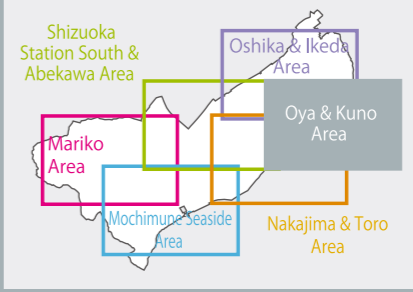 Shizuoka
Station South &
Abekawa Area
Oshika & Ikeda
Area
Oya & Kuno
Area
Mariko
Area
Mochimune Seaside
Area
Nakajima & Toro
Area